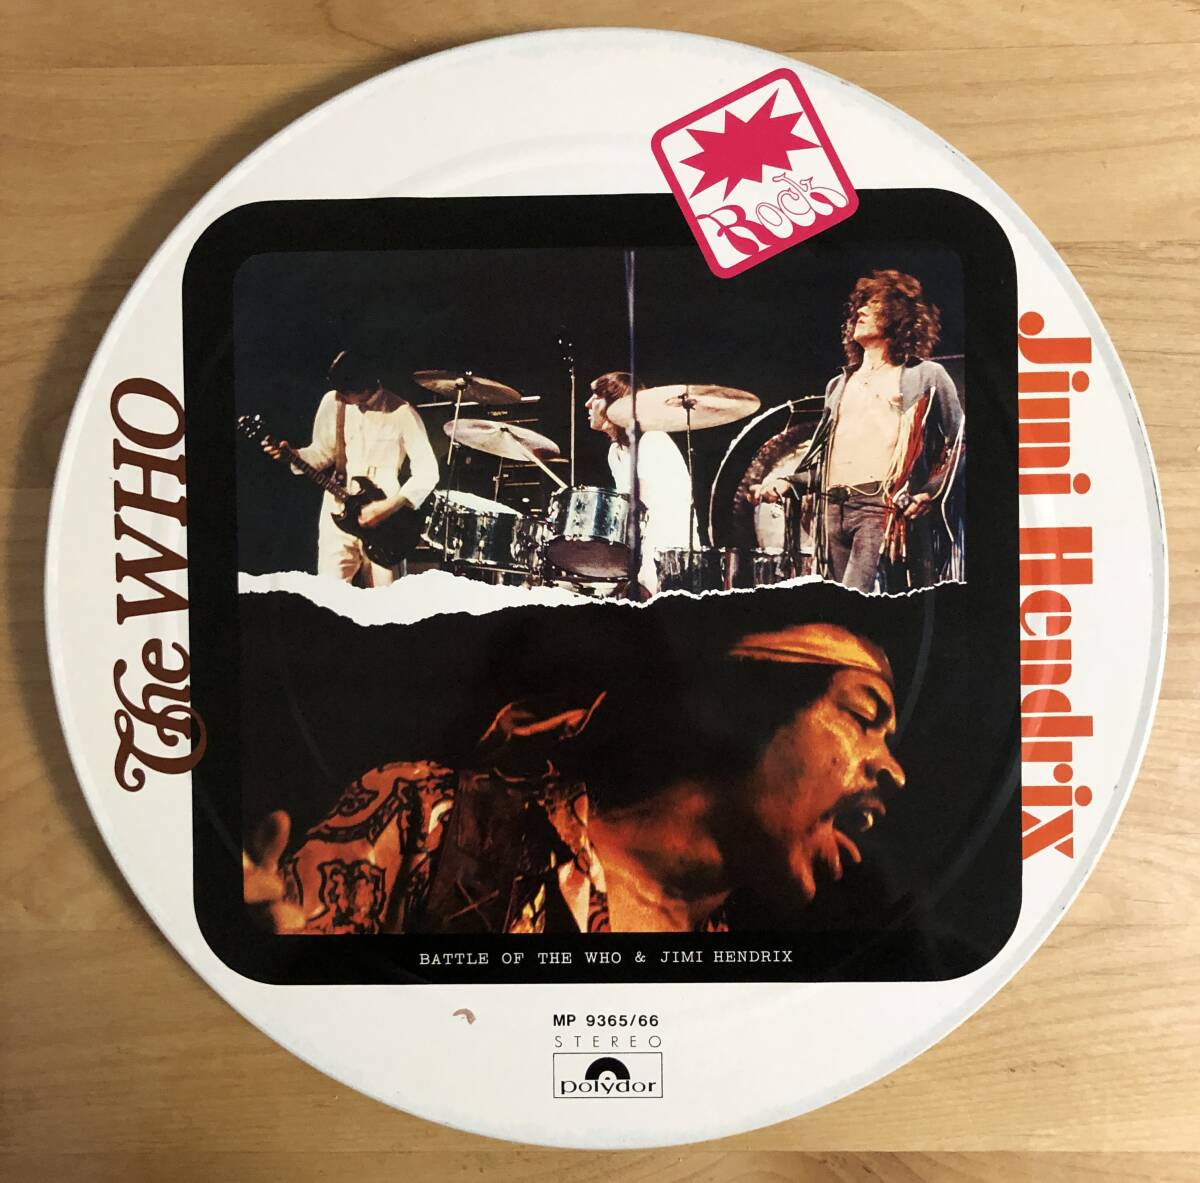 Rock
The WHO
Jimi Hendrix
BATTLE OF THE WHO & JIMI HENDRIX
MP 9365/66
STEREO
polydor